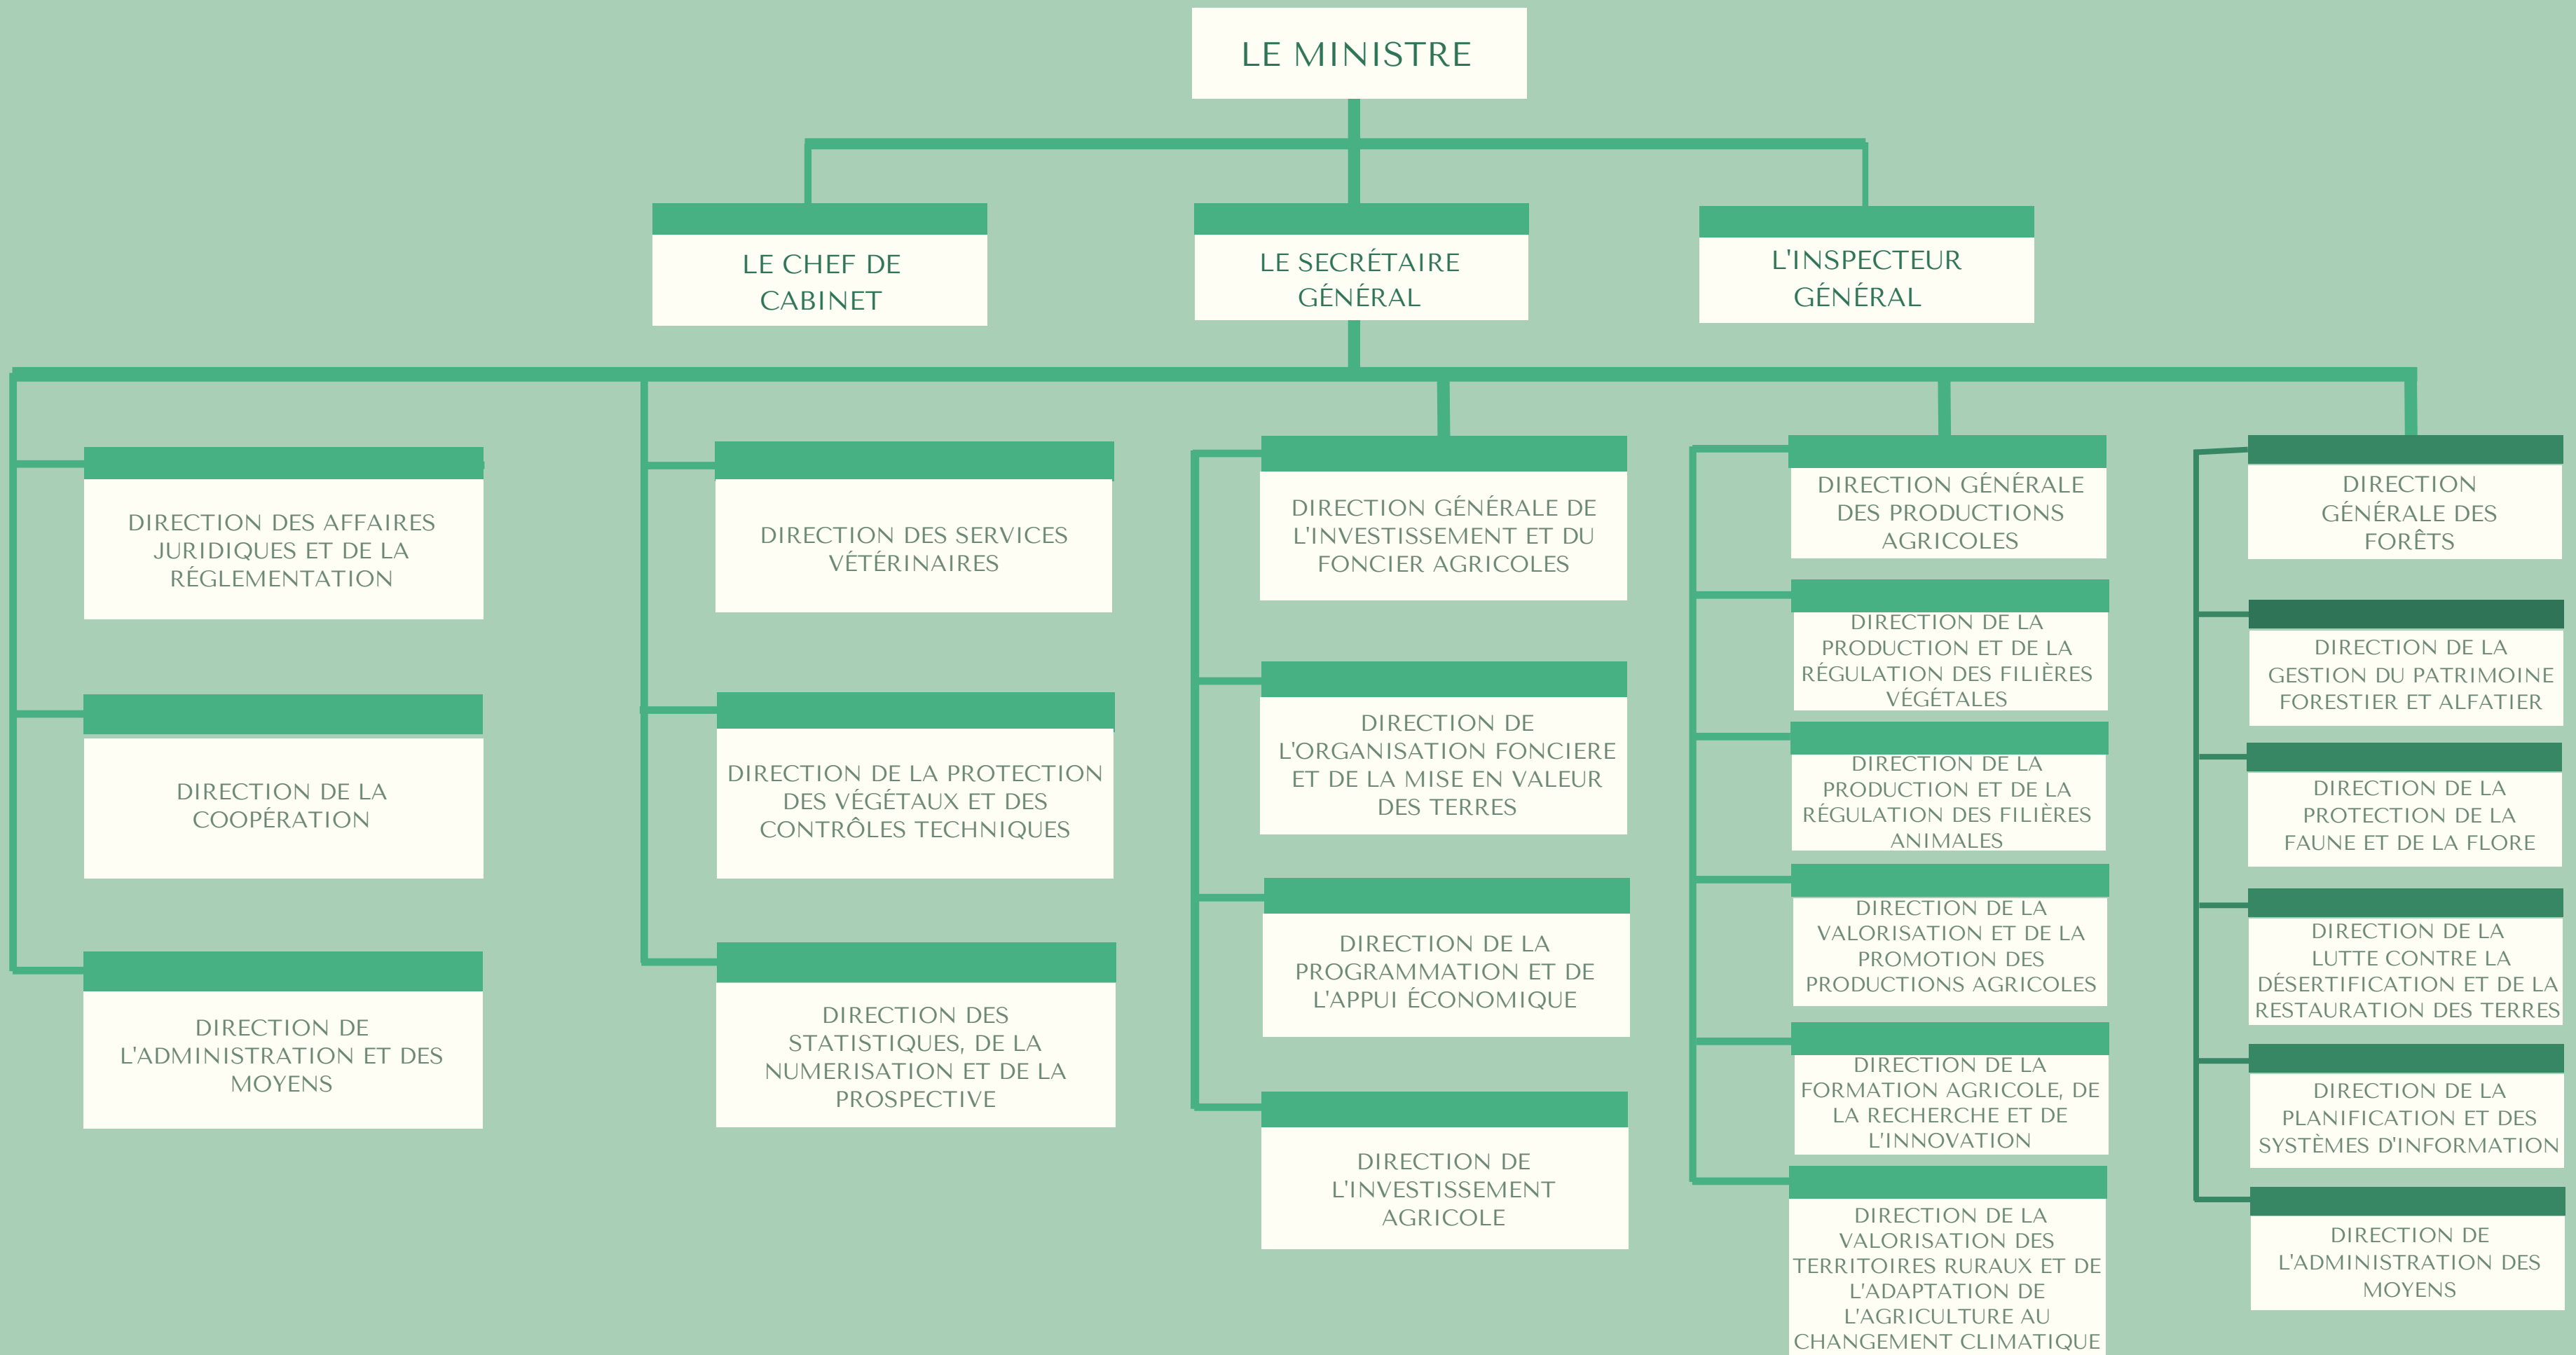 LE MINISTRE
LE CHEF DE
CABINET
LE SECRÉTAIRE
GÉNÉRAL
L'INSPECTEUR
GÉNÉRAL
DIRECTION DES AFFAIRES
JURIDIQUES ET DE LA
RÉGLEMENTATION
DIRECTION DE LA
COOPÉRATION
DIRECTION DE
L'ADMINISTRATION ET DES
MOYENS
DIRECTION DES SERVICES
VÉTÉRINAIRES
DIRECTION DE LA PROTECTION
DES VÉGÉTAUX ET DES
CONTRÔLES TECHNIQUES
DIRECTION DES
STATISTIQUES, DE LA
NUMERISATION ET DE LA
PROSPECTIVE
DIRECTION GÉNÉRALE DE
L'INVESTISSEMENT ET DU
FONCIER AGRICOLES
DIRECTION DE
L'ORGANISATION FONCIERE
ET DE LA MISE EN VALEUR
DES TERRES
DIRECTION DE LA
PROGRAMMATION ET DE
L'APPUI ÉCONOMIQUE
DIRECTION DE
L'INVESTISSEMENT
AGRICOLE
DIRECTION GÉNÉRALE
DES PRODUCTIONS
AGRICOLES
DIRECTION DE LA
PRODUCTION ET DE LA
RÉGULATION DES FILIÈRES
VÉGÉTALES
DIRECTION DE LA
PRODUCTION ET DE LA
RÉGULATION DES FILIÈRES
ANIMALES
DIRECTION DE LA
VALORISATION ET DE LA
PROMOTION DES
PRODUCTIONS AGRICOLES
DIRECTION DE LA
FORMATION AGRICOLE, DE
LA RECHERCHE ET DE
L'INNOVATION
DIRECTION DE LA
VALORISATION DES
TERRITOIRES RURAUX ET DE
L'ADAPTATION DE
L'AGRICULTURE AU
CHANGEMENT CLIMATIQUE
DIRECTION
GÉNÉRALE DES
FORÊTS
DIRECTION DE LA
GESTION DU PATRIMOINE
FORESTIER ET ALFATIER
DIRECTION DE LA
PROTECTION DE LA
FAUNE ET DE LA FLORE
DIRECTION DE LA
LUTTE CONTRE LA
DÉSERTIFICATION ET DE LA
RESTAURATION DES TERRES
DIRECTION DE LA
PLANIFICATION ET DES
SYSTÈMES D'INFORMATION
DIRECTION DE
L'ADMINISTRATION DES
MOYENS